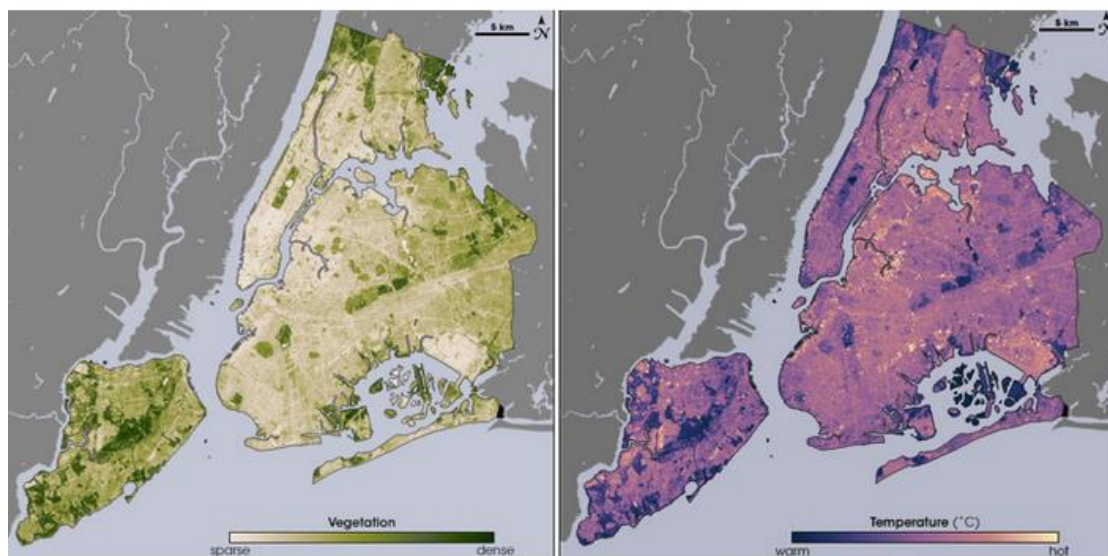 5 km
N
Vegetation
sparse
dense
5 km
N
Temperature (°C)
warm
hot